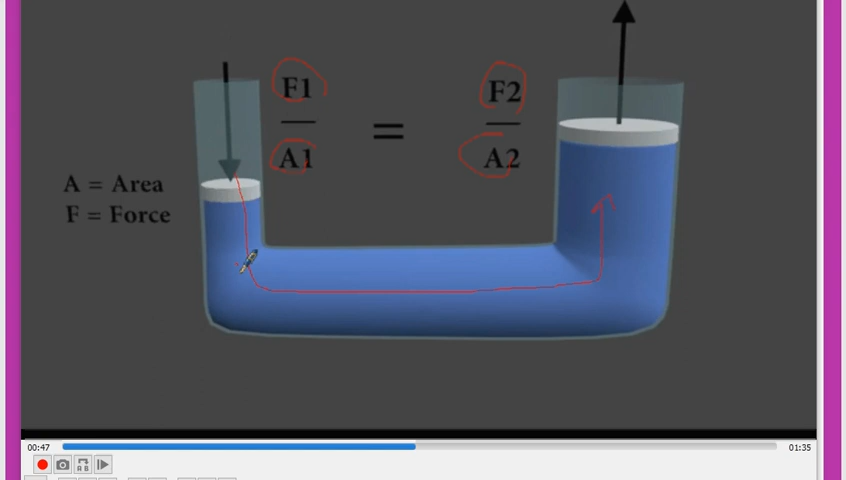 F1
=
F2
A1
A2
A = Area
F = Force
00:47
01:35
A B